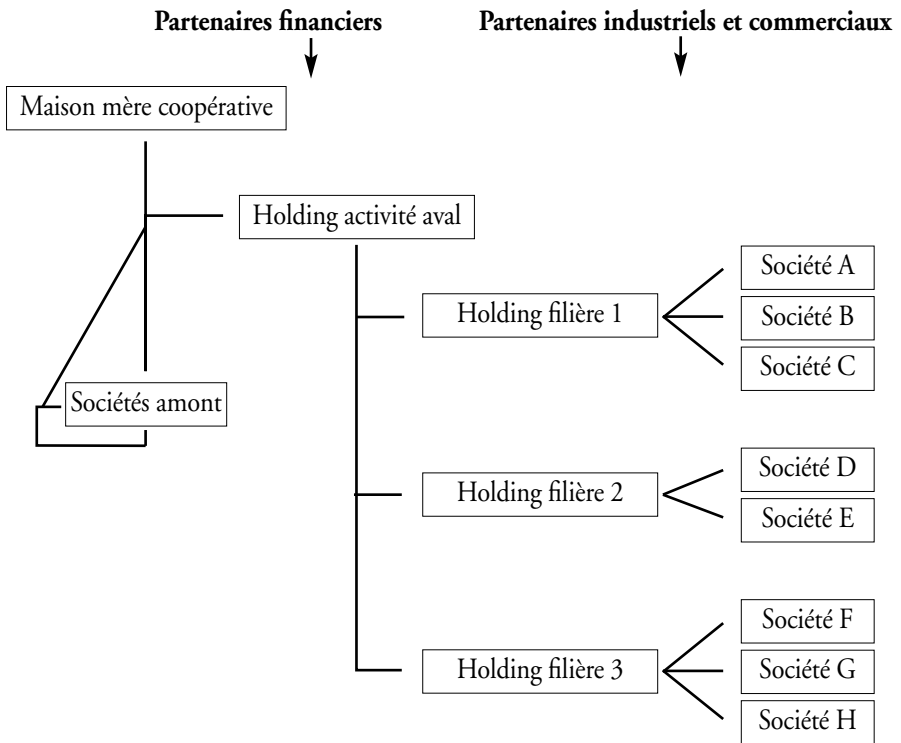 Partenaires financiers
Partenaires industriels et commerciaux
Maison mère coopérative
Holding activité aval
Sociétés amont
Holding filière 1
Société A
Société B
Société C
Holding filière 2
Société D
Société E
Holding filière 3
Société F
Société G
Société H